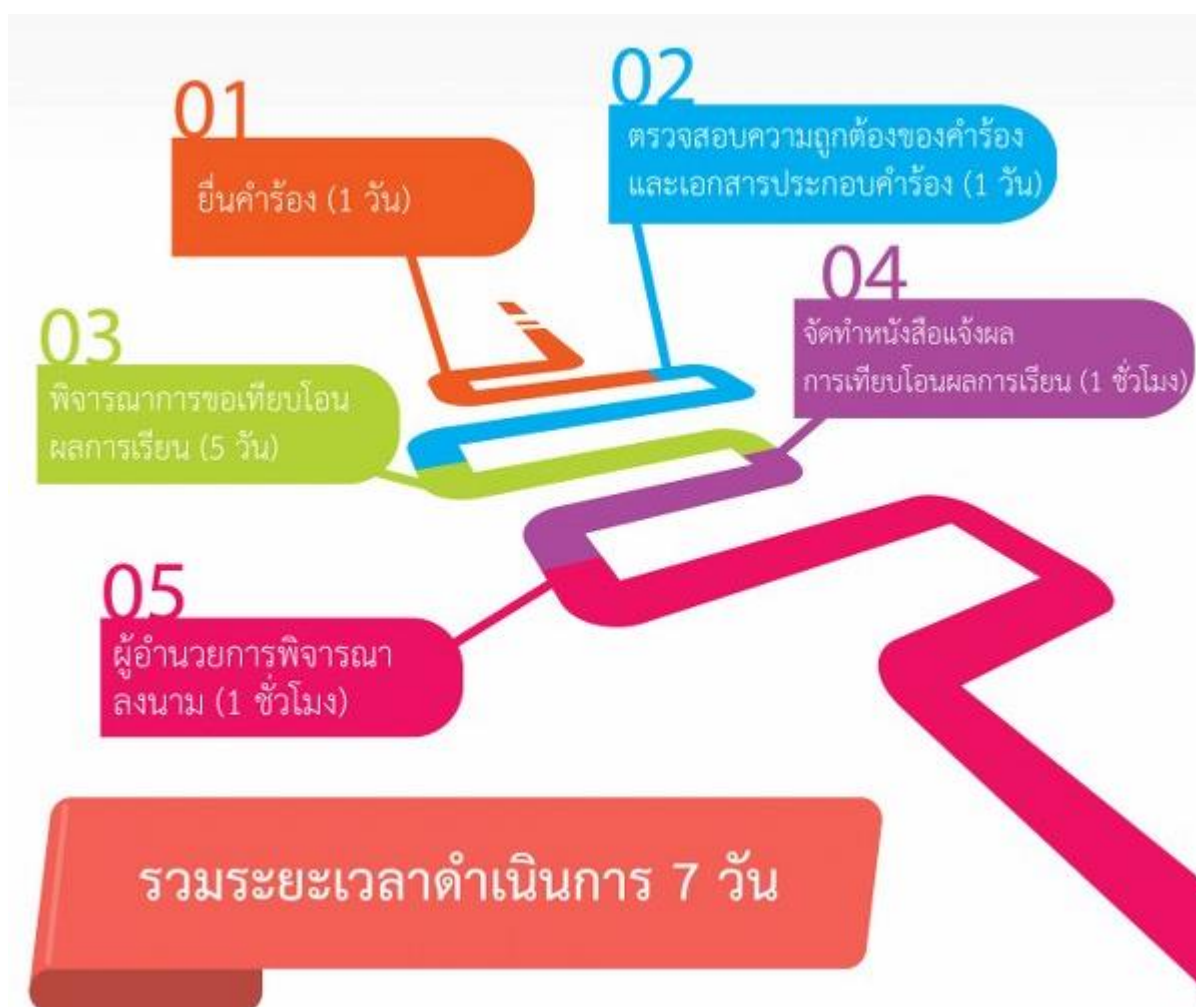 01
ยื่นคำร้อง (1 วัน)
02
ตรวจสอบความถูกต้องของคำร้อง
และเอกสารประกอบคำร้อง (1 วัน)
03
พิจารณาการขอเทียบโอน
ผลการเรียน (5 วัน)
04
จัดทำหนังสือแจ้งผล
การเทียบโอนผลการเรียน (1 ชั่วโมง)
05
ผู้อำนวยการพิจารณา
ลงนาม (1 ชั่วโมง)
รวมระยะเวลาดำเนินการ 7 วัน